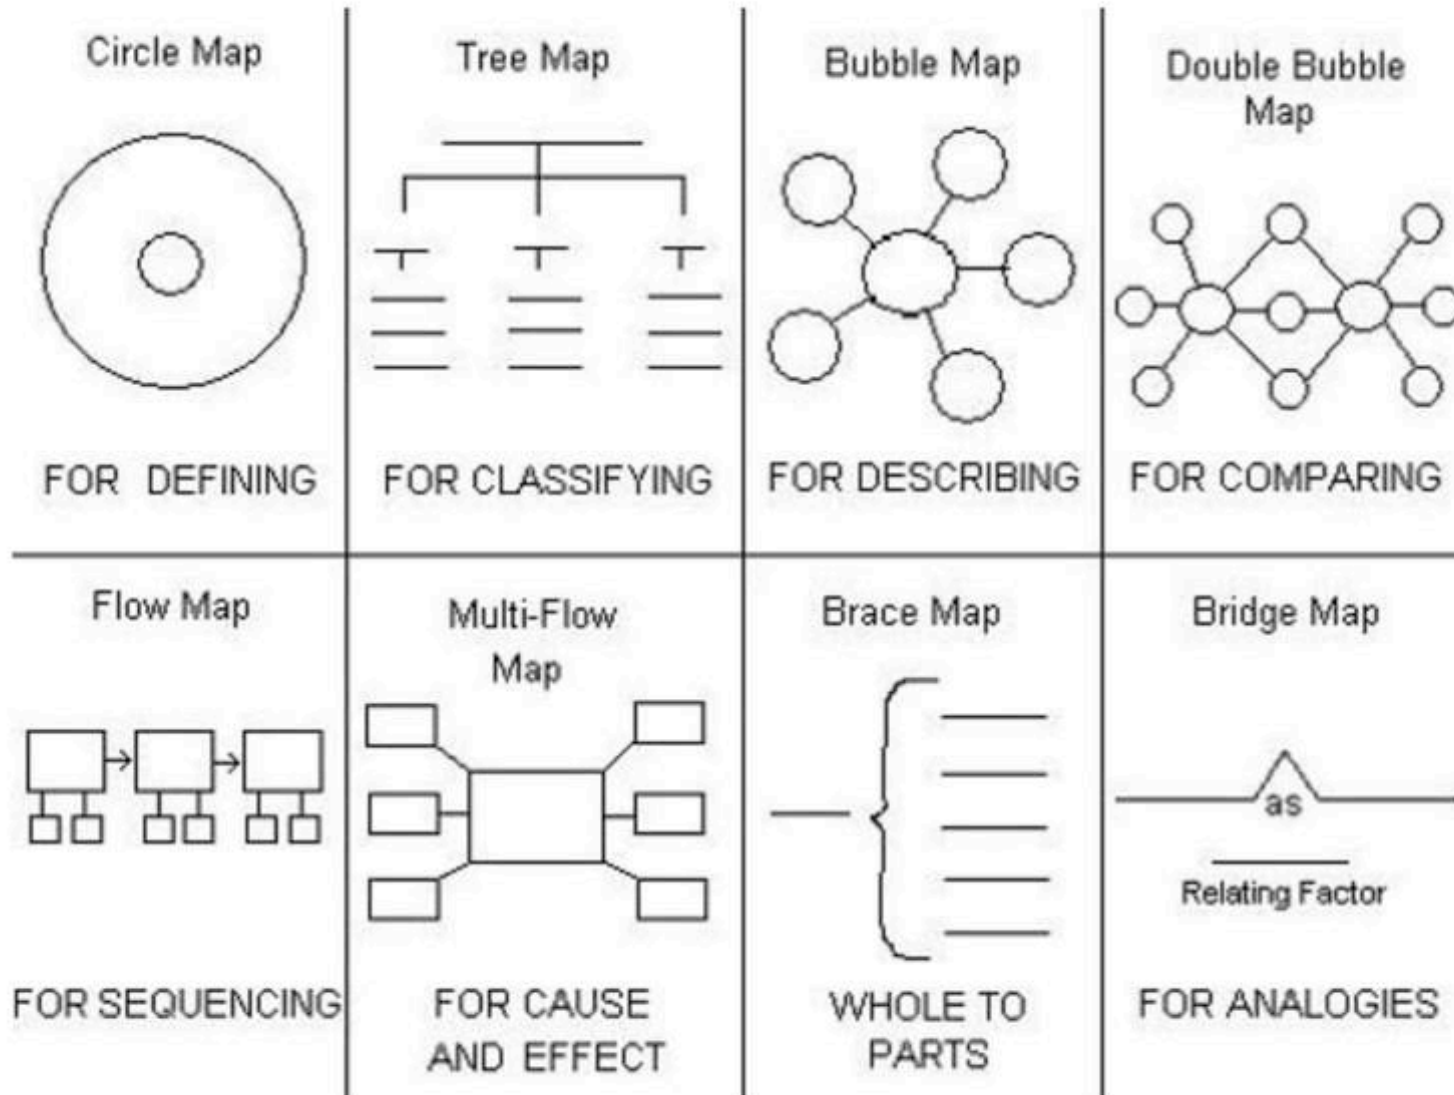 Circle Map
FOR DEFINING
Tree Map
FOR CLASSIFYING
Bubble Map
FOR DESCRIBING
Double Bubble
Map
FOR COMPARING
Flow Map
FOR SEQUENCING
Multi-Flow
Map
FOR CAUSE
AND EFFECT
Brace Map
WHOLE TO
PARTS
Bridge Map
as
Relating Factor
FOR ANALOGIES